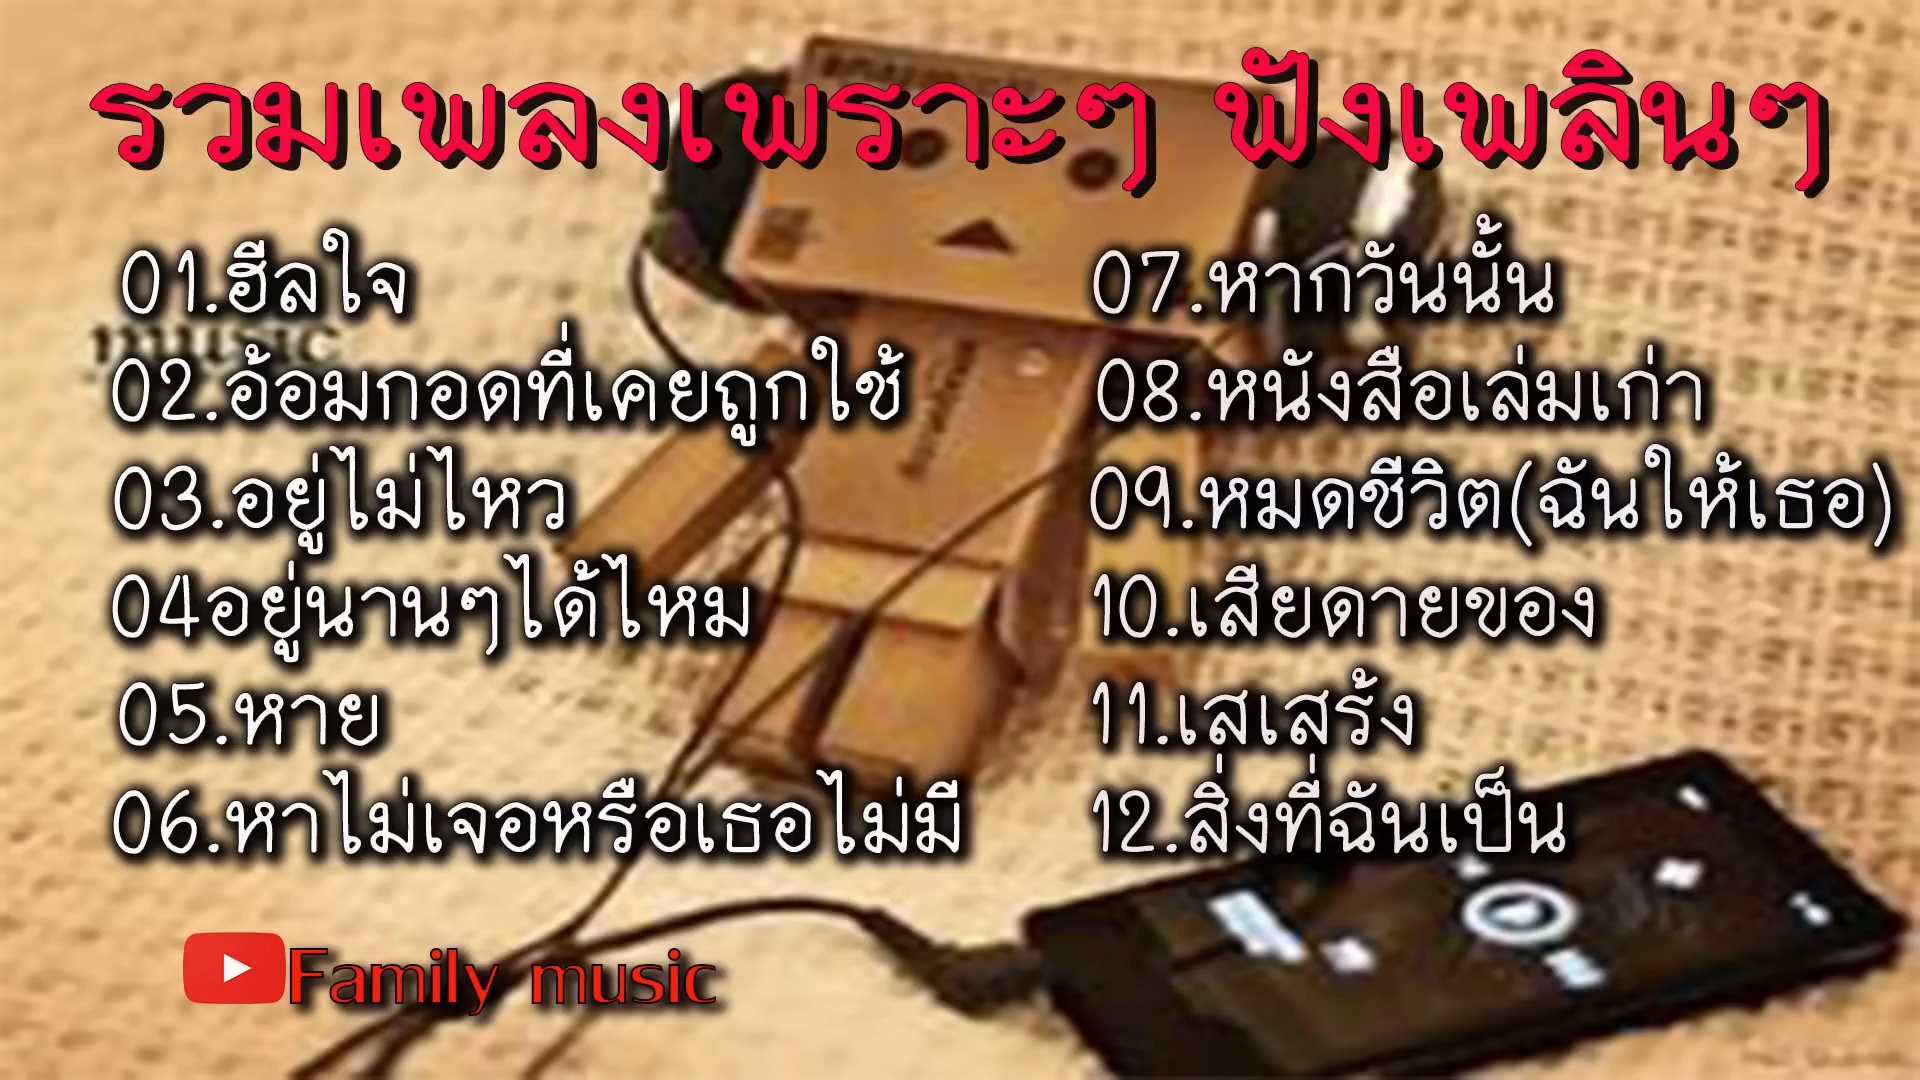 รวมเพลงเพราะๆ ฟังเพลินๆ
01.ฮีลใจ
music
02.อ้อมกอดที่เคยถูกใช้
03.อยู่ไม่ไหว
04อยู่นานๆได้ไหม
05.หาย
06.หาไม่เจอหรือเธอไม่มี
07.หากวันนั้น
08.หนังสือเล่มเก่า
09.หมดชีวิต(ฉันให้เธอ)
10.เสียดายของ
11.เสเสร้ง
12.สิ่งที่ฉันเป็น
Family music